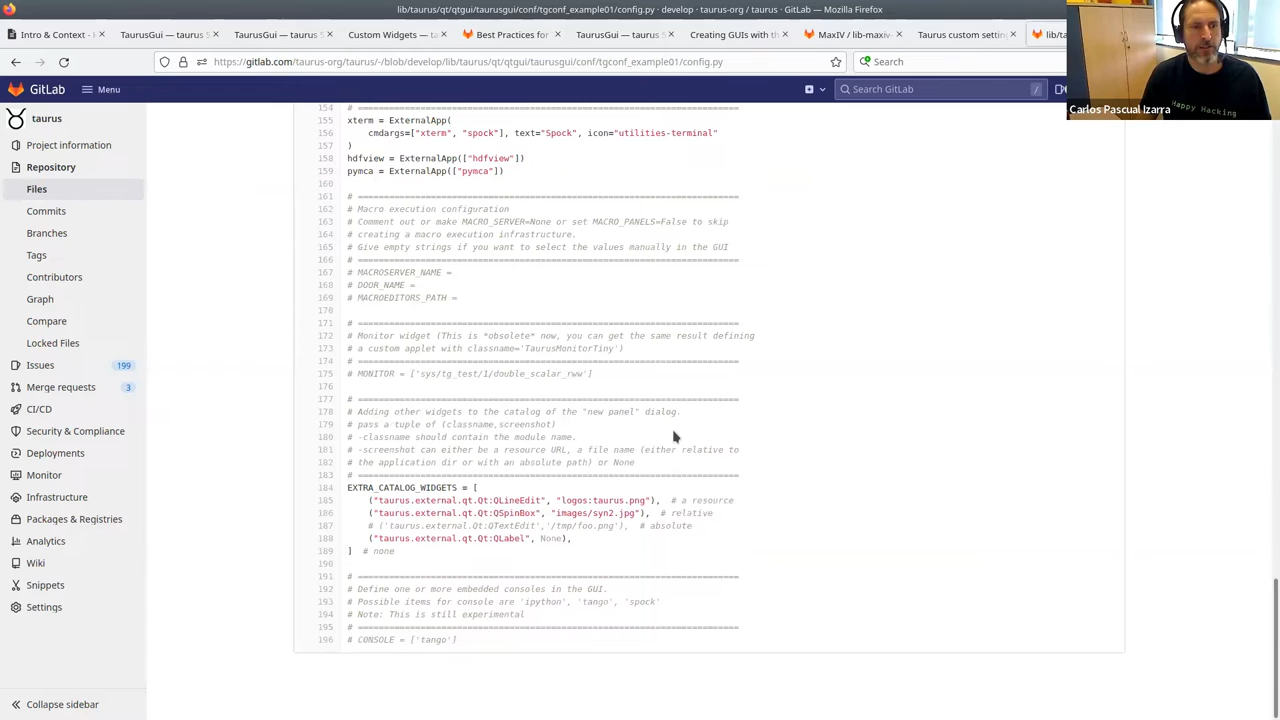 lib/taurus/qt/qtgui/taurusgui/conf/tgconf_example01/config.py · develop · taurus-org / taurus · GitLab — Mozilla Firefox
Intro & Context - H
TaurusGui — taurus 5
TaurusGui — taurus 5
Custom Widgets — ta
Best Practices for
TaurusGui — taurus 5
Creating GUIs with th
MaxIV / lib-maxiv-
Taurus custom settin
lib/t
https://gitlab.com/taurus-org/taurus/-/blob/develop/lib/taurus/qt/qtgui/taurusgui/conf/tgconf_example01/config.py
Search
GitLab
Menu
Search GitLab
/
Carlos Pascual Izarra
Happy Hacking
Taurus
Project information
Repository
Files
Commits
Branches
Tags
Contributors
Graph
Compare
Locked Files
Issues 199
Merge requests 3
CI/CD
Security & Compliance
Deployments
Monitor
Infrastructure
Packages & Registries
Analytics
Wiki
Snippets
Settings
Collapse sidebar
154 # =========================================================================
155 xterm = ExternalApp(
156     cmdargs=["xterm", "spock"], text="Spock", icon="utilities-terminal"
157 )
158 hdfview = ExternalApp(["hdfview"])
159 pymca = ExternalApp(["pymca"])
160
161 # =========================================================================
162 # Macro execution configuration
163 # Comment out or make MACRO_SERVER=None or set MACRO_PANELS=False to skip
164 # creating a macro execution infrastructure.
165 # Give empty strings if you want to select the values manually in the GUI
166 # =========================================================================
167 # MACROSERVER_NAME =
168 # DOOR_NAME =
169 # MACROEDITORS_PATH =
170
171 # =========================================================================
172 # Monitor widget (This is *obsolete* now, you can get the same result defining
173 # a custom applet with classname='TaurusMonitorTiny')
174 # =========================================================================
175 # MONITOR = ['sys/tg_test/1/double_scalar_rww']
176
177 # =========================================================================
178 # Adding other widgets to the catalog of the "new panel" dialog.
179 # pass a tuple of (classname,screenshot)
180 # -classname should contain the module name.
181 # -screenshot can either be a resource URL, a file name (either relative to
182 # the application dir or with an absolute path) or None
183 # =========================================================================
184 EXTRA_CATALOG_WIDGETS = [
185     ("taurus.external.qt.Qt:QLineEdit", "logos:taurus.png"),  # a resource
186     ("taurus.external.qt.Qt:QSpinBox", "images/syn2.jpg"),  # relative
187     # ('taurus.external.Qt:QTextEdit','/tmp/foo.png'),  # absolute
188     ("taurus.external.qt.Qt:QLabel", None),
189 ]  # none
190
191 # =========================================================================
192 # Define one or more embedded consoles in the GUI.
193 # Possible items for console are 'ipython', 'tango', 'spock'
194 # Note: This is still experimental
195 # =========================================================================
196 # CONSOLE = ['tango']